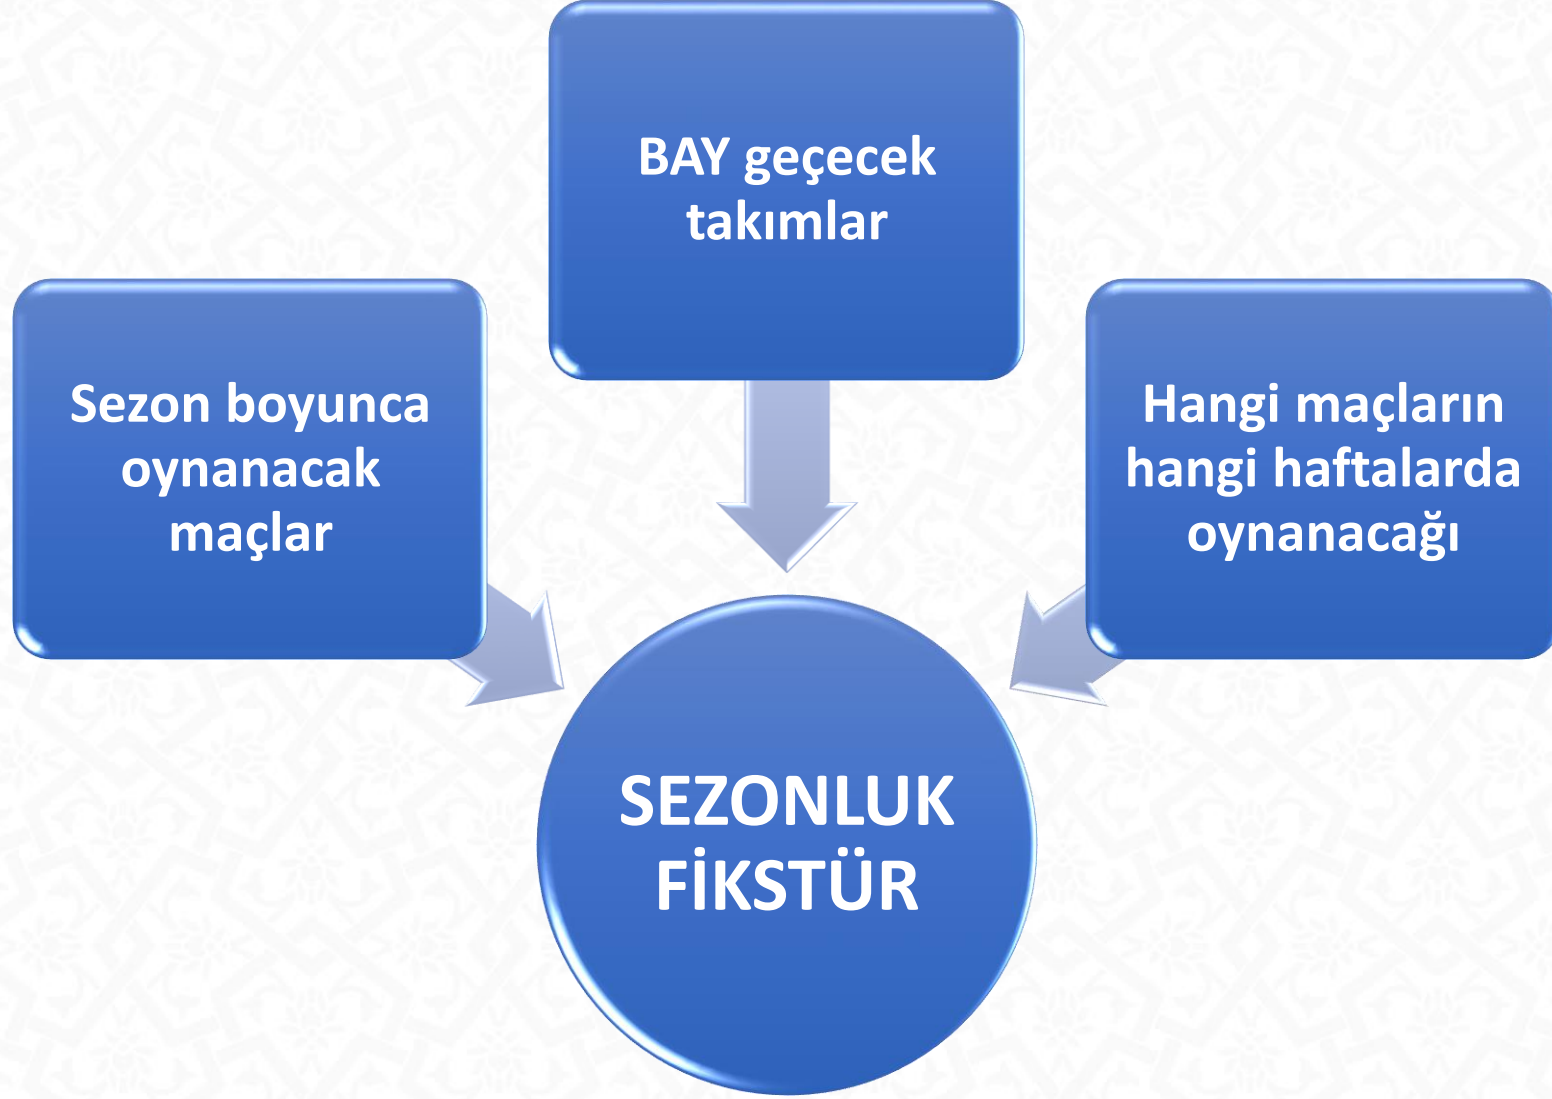 BAY geçecek
takımlar
Sezon boyunca
oynanacak
maçlar
Hangi maçların
hangi haftalarda
oynanacağı
SEZONLUK
FİKSTÜR